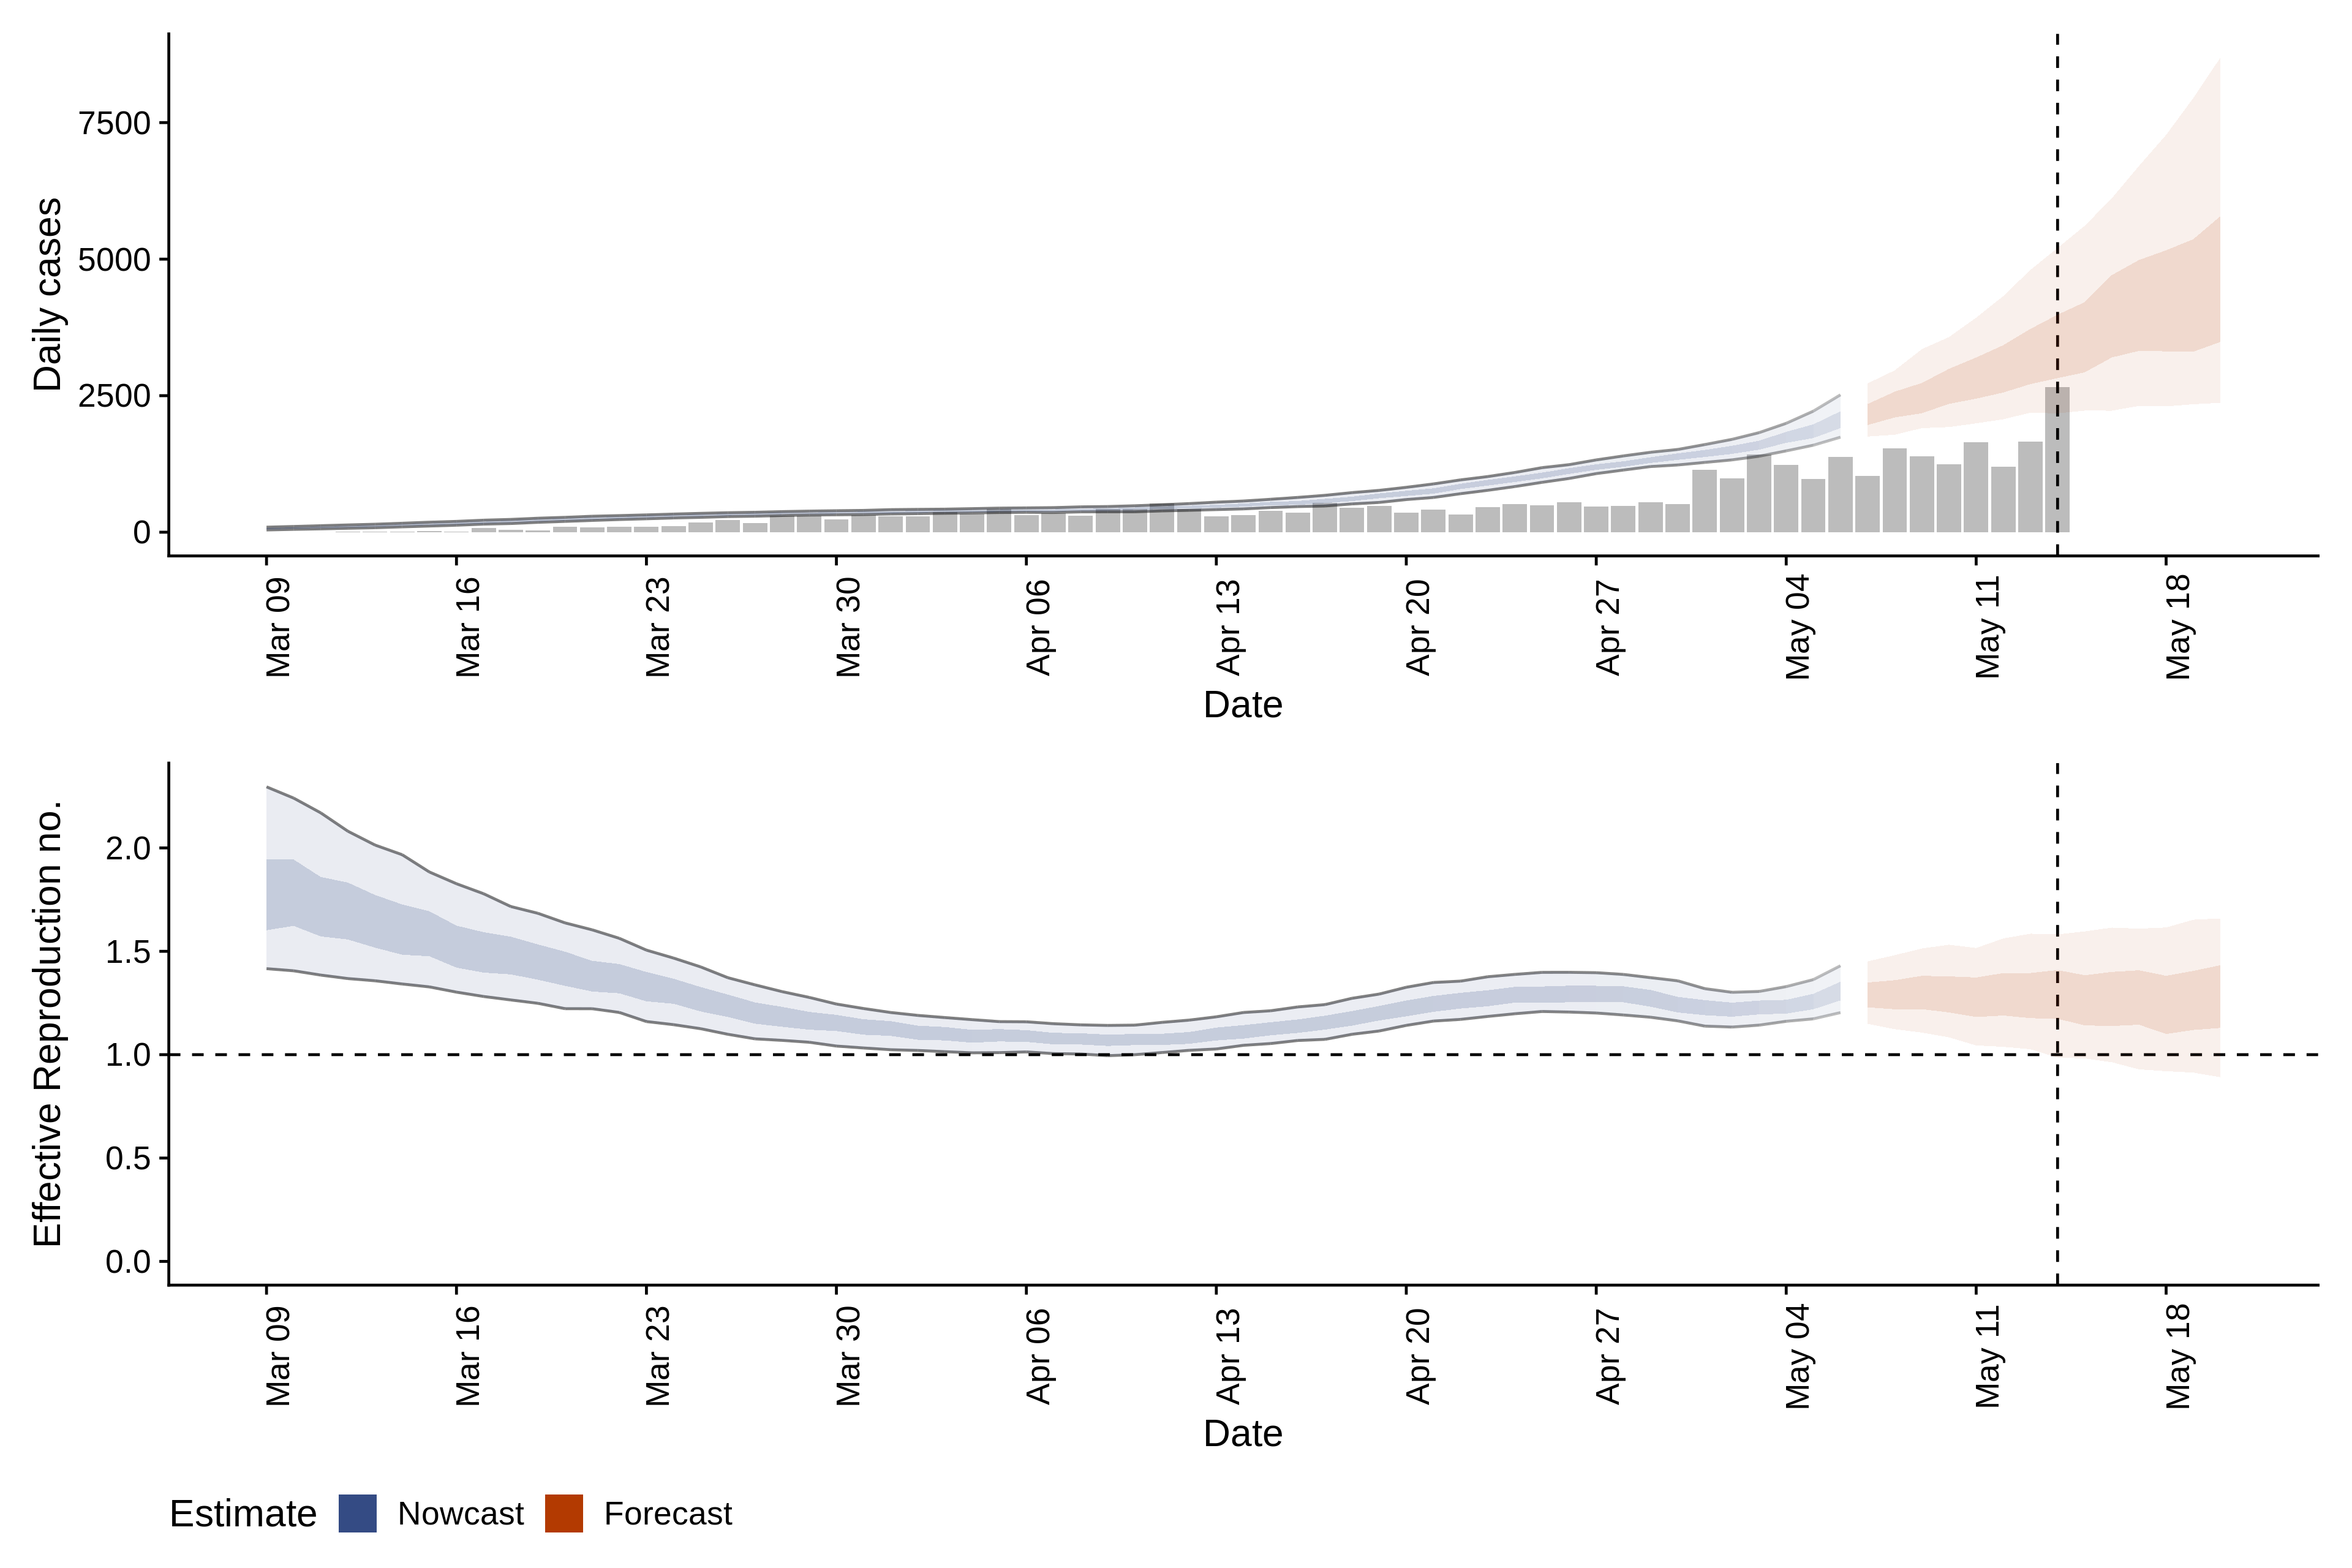 Daily cases
7500
5000
2500
0
Mar 09
Mar 16
Mar 23
Mar 30
Apr 06
Apr 13
Apr 20
Apr 27
May 04
May 11
May 18
Date
Effective Reproduction no.
2.0
1.5
1.0
0.5
0.0
Mar 09
Mar 16
Mar 23
Mar 30
Apr 06
Apr 13
Apr 20
Apr 27
May 04
May 11
May 18
Date
Estimate Nowcast Forecast